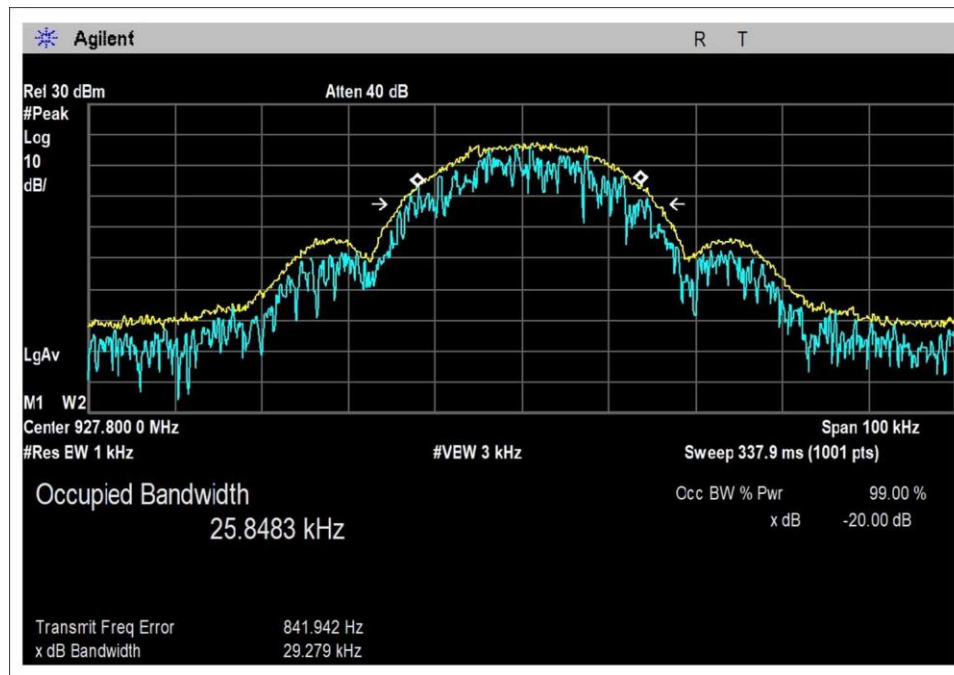 Agilent R T
Ref 30 dBm Atten 40 dB
#Peak
Log
10
dB/
LgAv
M1 W2
Center 927.800 0 MHz Span 100 kHz
#Res BW 1 kHz #VBW 3 kHz Sweep 337.9 ms (1001 pts)
Occupied Bandwidth Occ BW % Pwr 99.00 %
25.8483 kHz x dB -20.00 dB
Transmit Freq Error 841.942 Hz
x dB Bandwidth 29.279 kHz